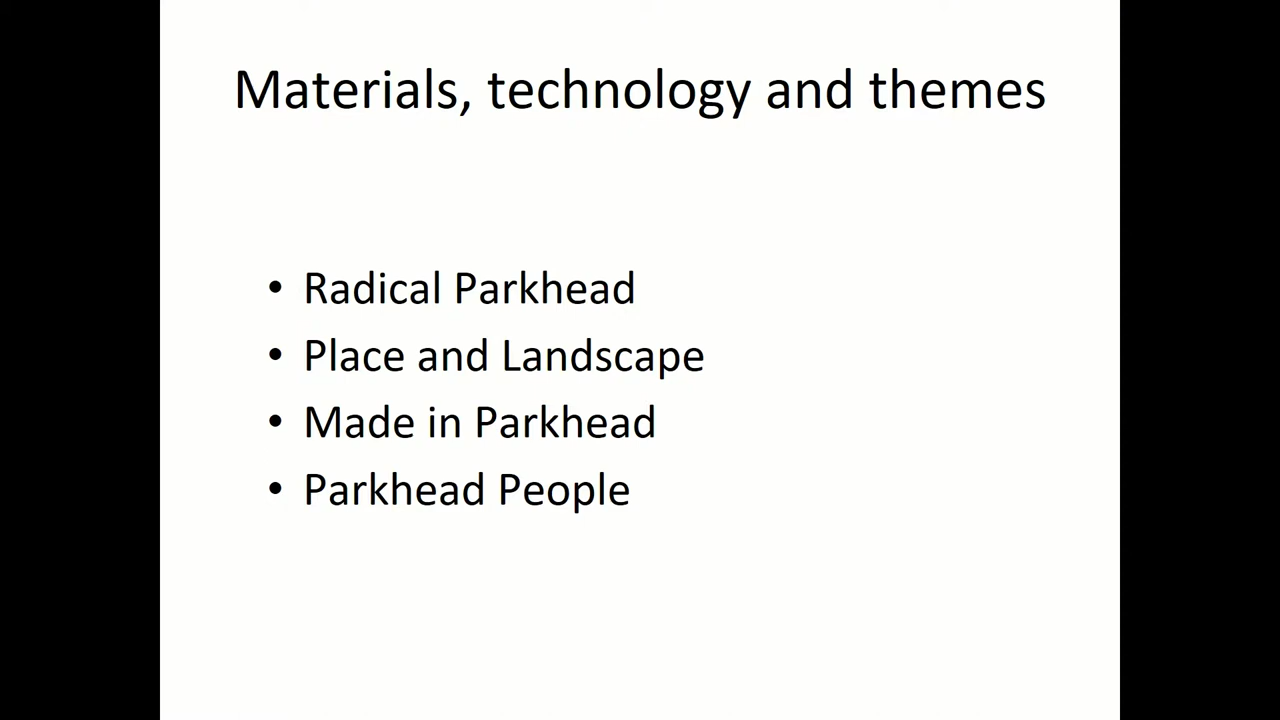 Materials, technology and themes
• Radical Parkhead
• Place and Landscape
• Made in Parkhead
• Parkhead People